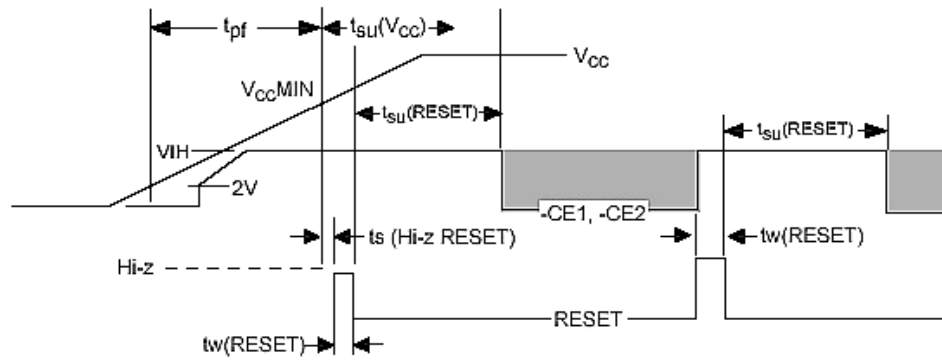 tpf
tsu(VCC)
VCC
VCCMIN
tsu(RESET)
tsu(RESET)
VIH
2V
-CE1, -CE2
ts (Hi-z RESET)
tw(RESET)
Hi-z
RESET
tw(RESET)